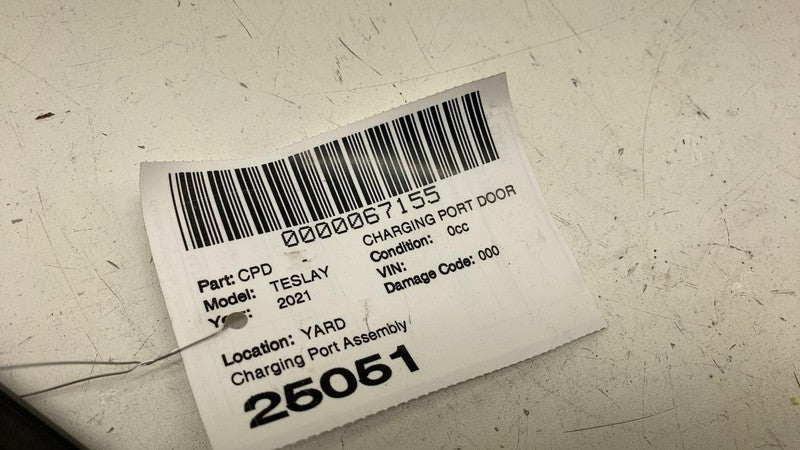 0000067155
Part: CPD CHARGING PORT DOOR
Model: TESLAY Condition: 0cc
2021 VIN:
Damage Code: 000
Location: YARD
Charging Port Assembly
25051